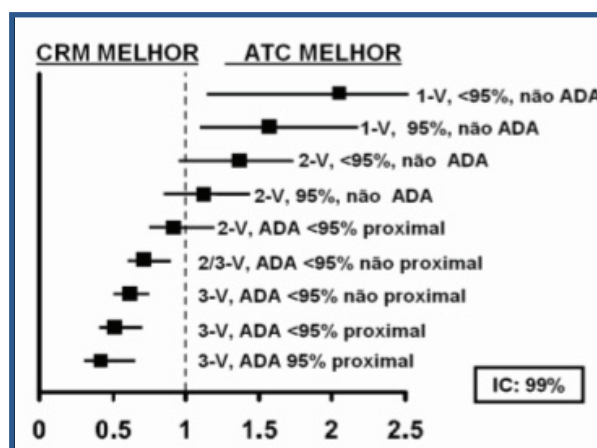 CRM MELHOR ATC MELHOR
1-V, <95%, não ADA
1-V, 95%, não ADA
2-V, <95%, não ADA
2-V, 95%, não ADA
2-V, ADA <95% proximal
2/3-V, ADA <95% não proximal
3-V, ADA <95% não proximal
3-V, ADA <95% proximal
3-V, ADA 95% proximal
IC: 99%
0 0.5 1 1.5 2 2.5